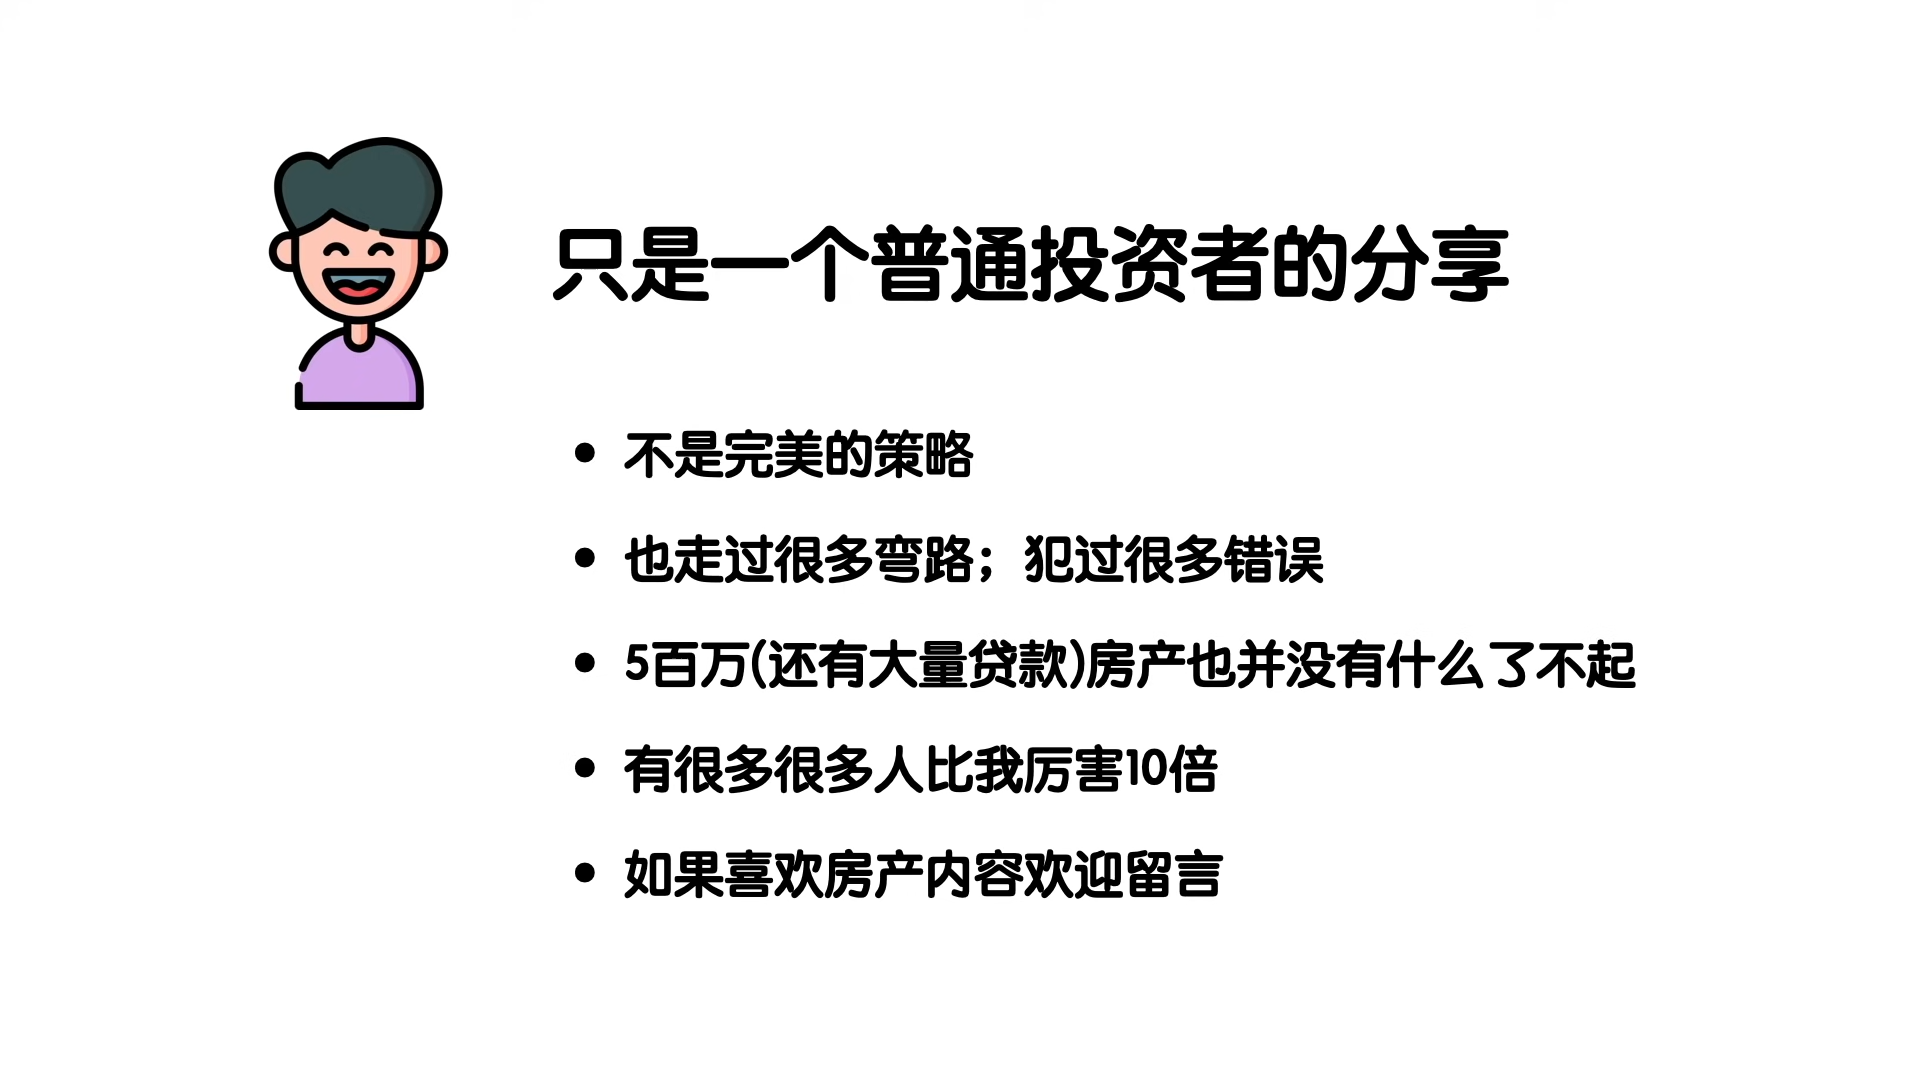 只是一个普通投资者的分享
不是完美的策略
也走过很多弯路；犯过很多错误
5百万(还有大量贷款)房产也并没有什么了不起
有很多很多人比我厉害10倍
如果喜欢房产内容欢迎留言